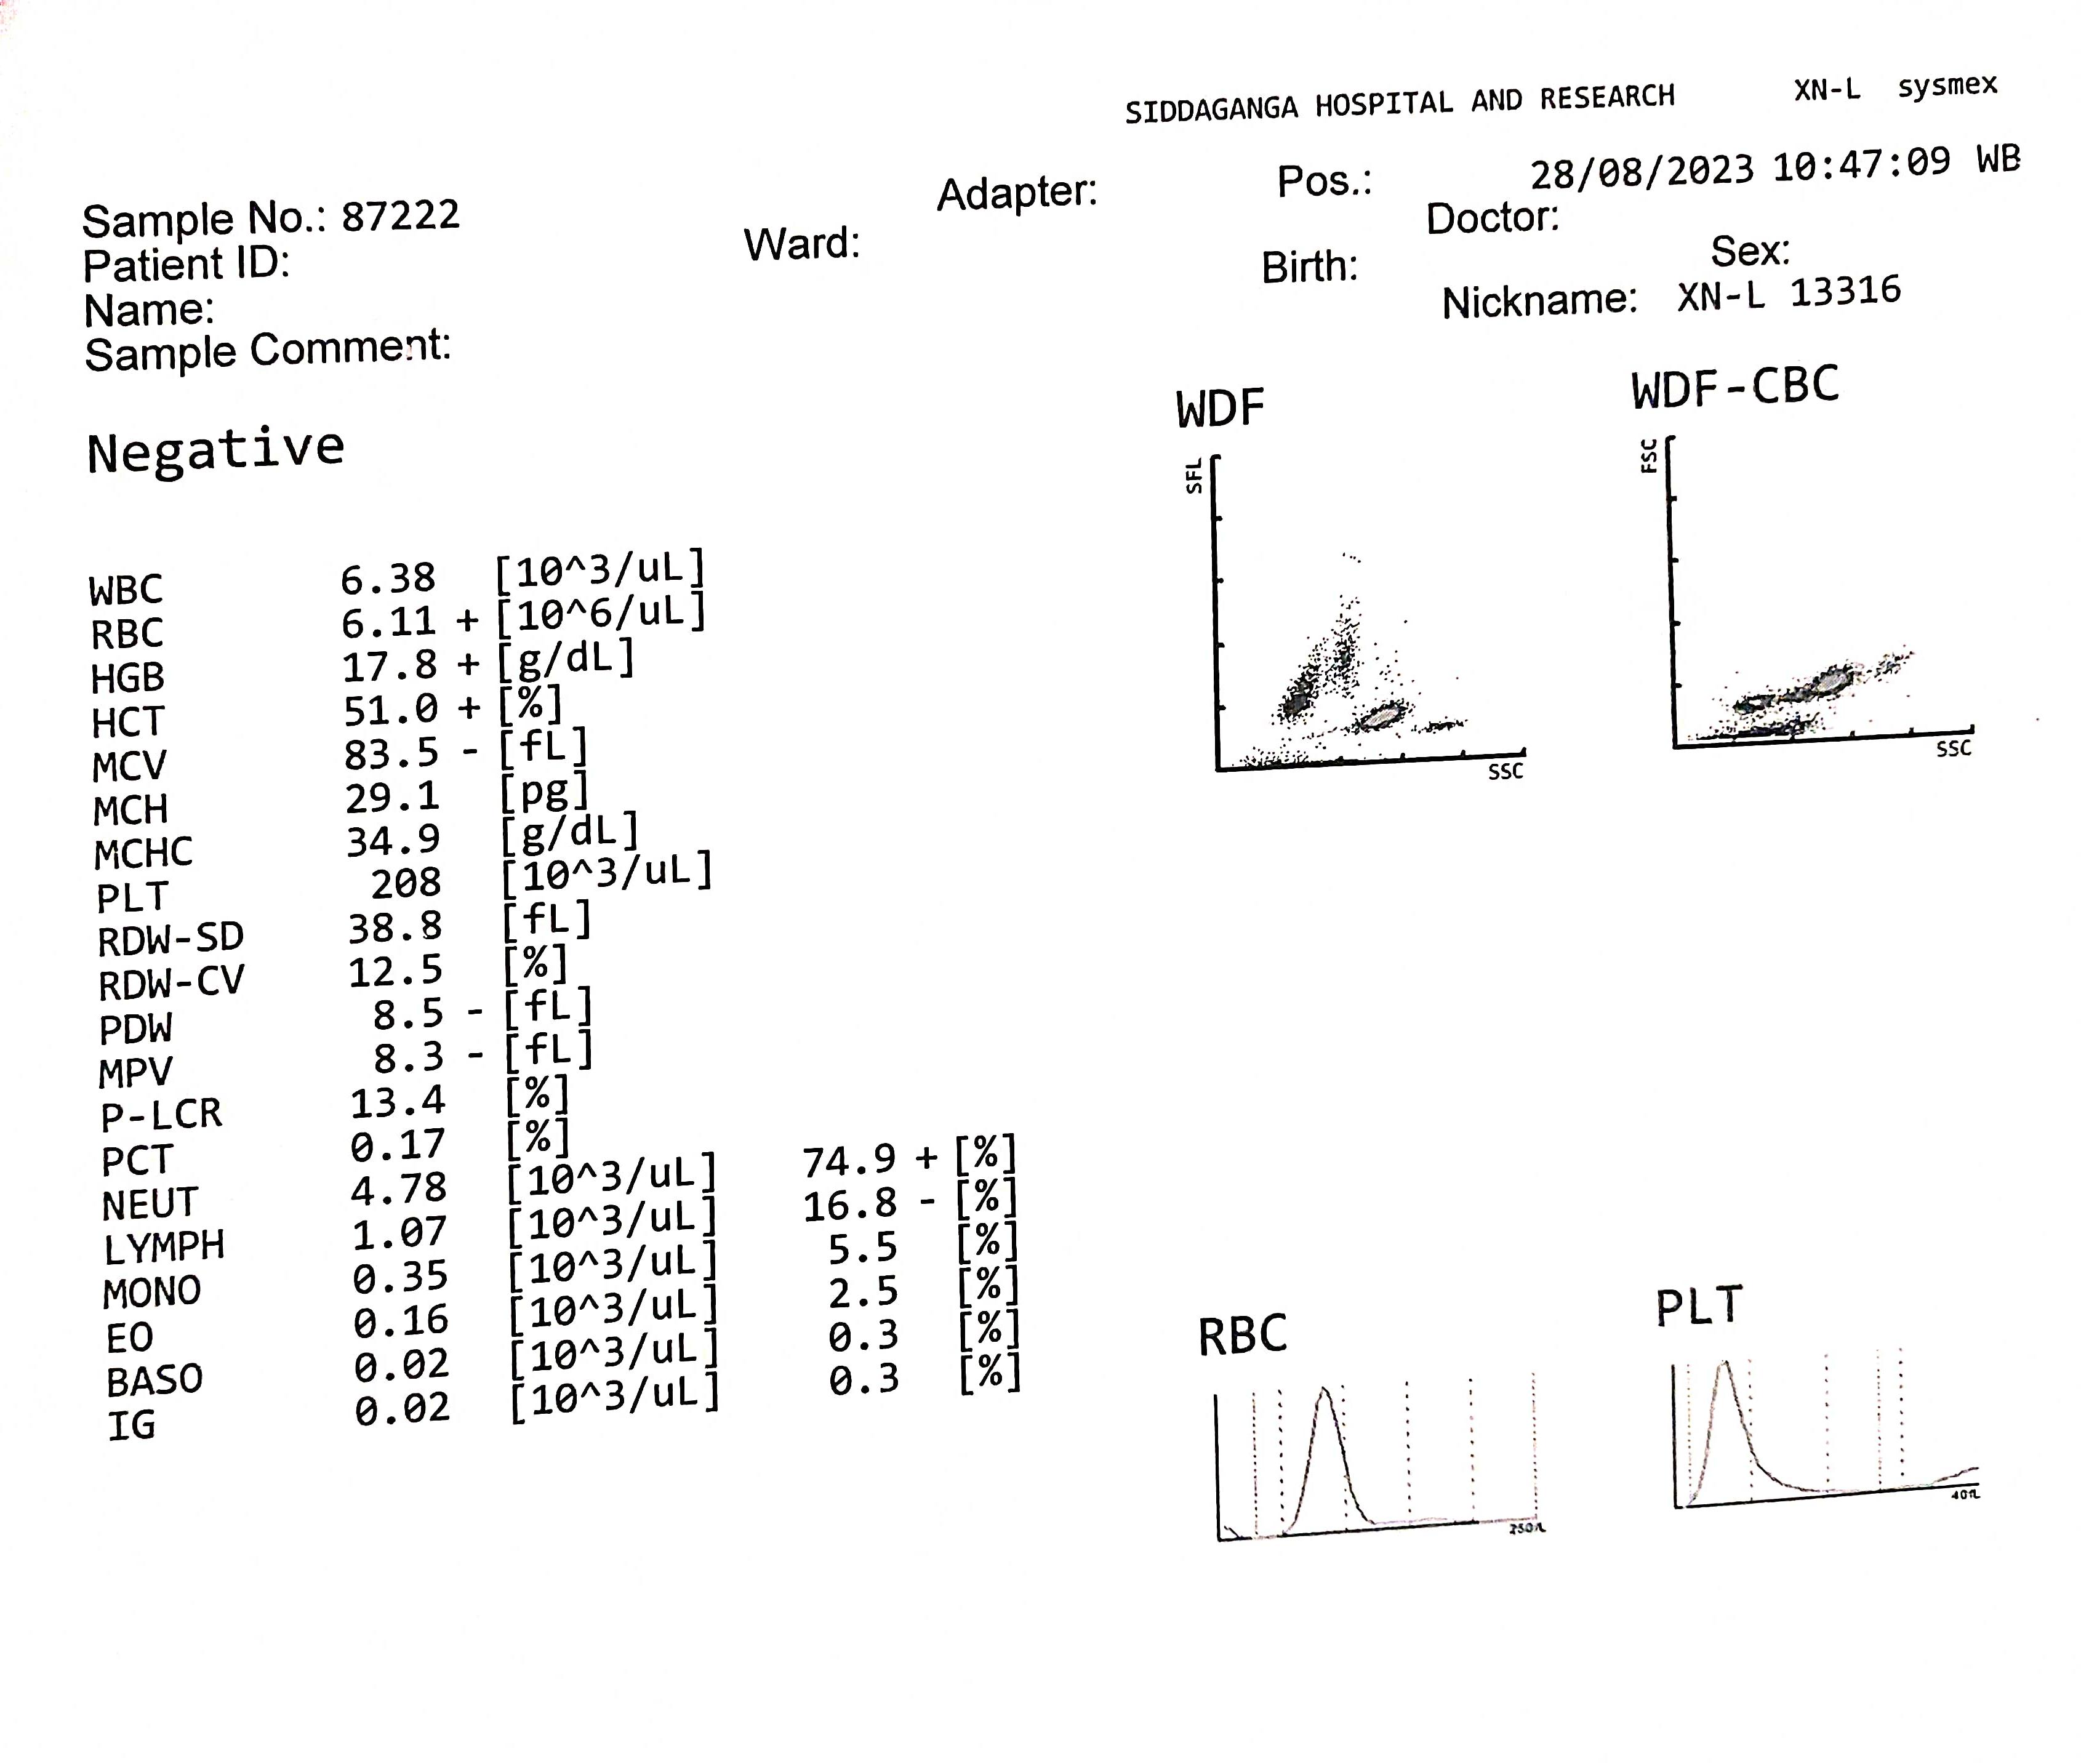 SIDDAGANGA HOSPITAL AND RESEARCH XN-L sysmex
Adapter: Pos.: 28/08/2023 10:47:09 WB
Sample No.: 87222
Ward: Doctor:
Patient ID:
Birth: Sex:
Name:
Nickname: XN-L 13316
Sample Comment:
Negative
WDF WDF-CBC
SFL FSC
SSC SSC
WBC 6.38 [10^3/uL]
RBC 6.11 + [10^6/uL]
HGB 17.8 + [g/dL]
HCT 51.0 + [%]
MCV 83.5 - [fL]
MCH 29.1 [pg]
MCHC 34.9 [g/dL]
PLT 208 [10^3/uL]
RDW-SD 38.8 [fL]
RDW-CV 12.5 [%]
PDW 8.5 - [fL]
MPV 8.3 - [fL]
P-LCR 13.4 [%]
PCT 0.17 [%]
NEUT 4.78 [10^3/uL] 74.9 + [%]
LYMPH 1.07 [10^3/uL] 16.8 - [%]
MONO 0.35 [10^3/uL] 5.5 [%]
EO 0.16 [10^3/uL] 2.5 [%]
BASO 0.02 [10^3/uL] 0.3 [%]
IG 0.02 [10^3/uL] 0.3 [%]
RBC PLT
250fL 40fL